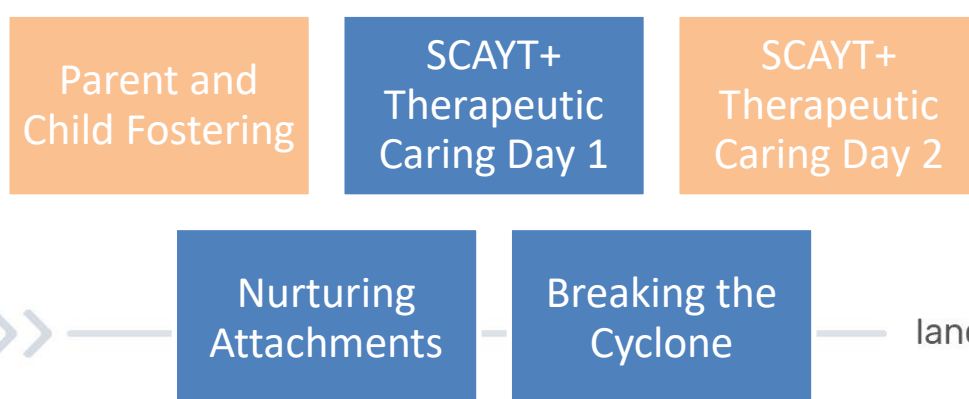 Parent and
Child Fostering
SCAYT+
Therapeutic
Caring Day 1
SCAYT+
Therapeutic
Caring Day 2
Nurturing
Attachments
Breaking the
Cyclone